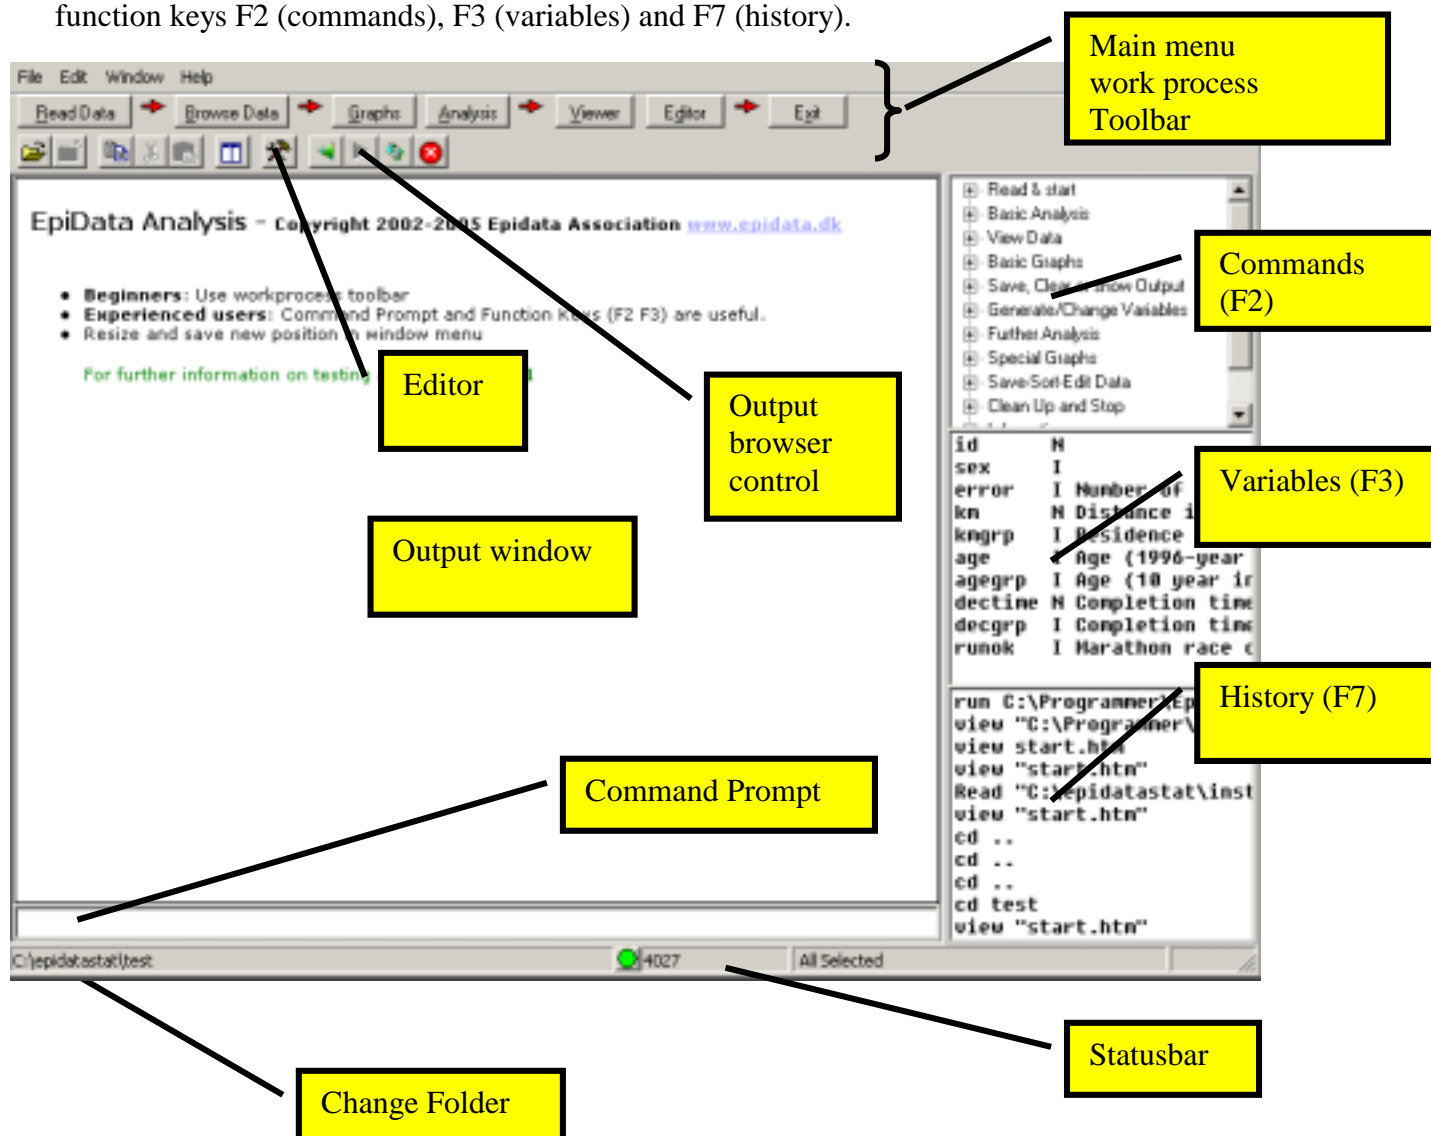 function keys F2 (commands), F3 (variables) and F7 (history).
Main menu
work process
Toolbar
File Edit Window Help
Read Data Browse Data Graphs Analysis Viewer Editor Exit
EpiData Analysis - Copyright 2002-2005 Epidata Association www.epidata.dk
Beginners: Use workprocess toolbar
Experienced users: Command Prompt and Function Keys (F2 F3) are useful.
Resize and save new position in window menu
For further information on testing
Editor
Output
browser
control
Output window
Command Prompt
Read & start
Basic Analysis
View Data
Basic Graphs
Save, Clear or show Output
Generate/Change Variables
Further Analysis
Special Graphs
Save-Sort-Edit Data
Clean Up and Stop
Commands
(F2)
id N
sex I
error I Number of
km N Distance i
kmgrp I Residence
age I Age (1996-year
agegrp I Age (10 year in
dectime N Completion time
decgrp I Completion time
runok I Marathon race c
Variables (F3)
run C:\Programmer\Ep
view "C:\Programmer\
view start.htm
view "start.htm"
Read "C:\epidatastat\inst
view "start.htm"
cd ..
cd ..
cd ..
cd test
view "start.htm"
History (F7)
C:\epidatastat\test 4027 All Selected
Statusbar
Change Folder